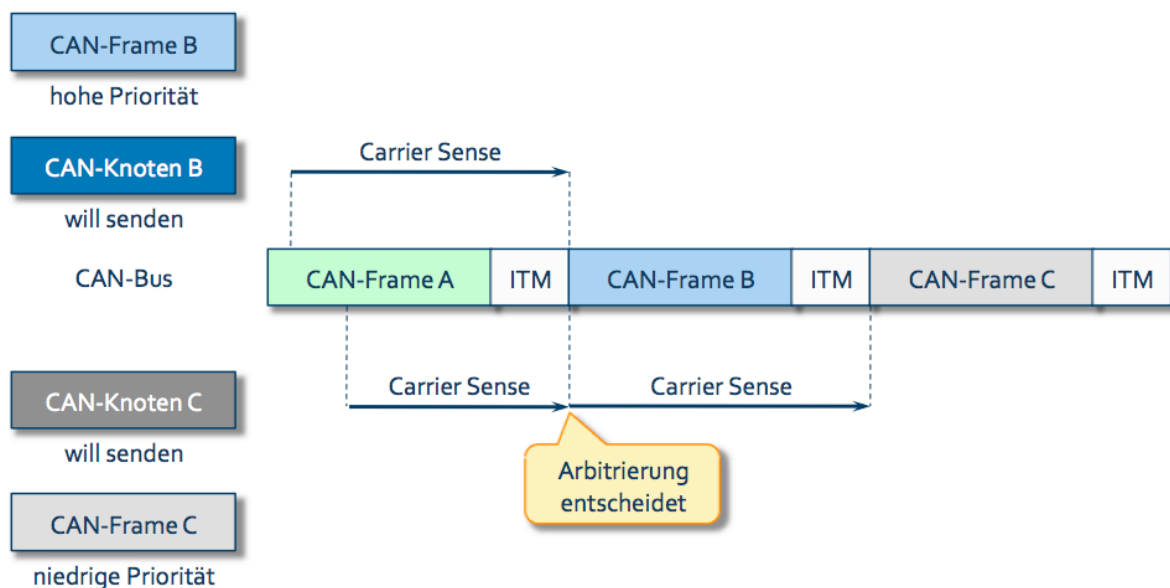 CAN-Frame B
hohe Priorität
CAN-Knoten B
will senden
Carrier Sense
CAN-Bus
CAN-Frame A
ITM
CAN-Frame B
ITM
CAN-Frame C
ITM
CAN-Knoten C
will senden
Carrier Sense
Carrier Sense
Arbitrierung
entscheidet
CAN-Frame C
niedrige Priorität